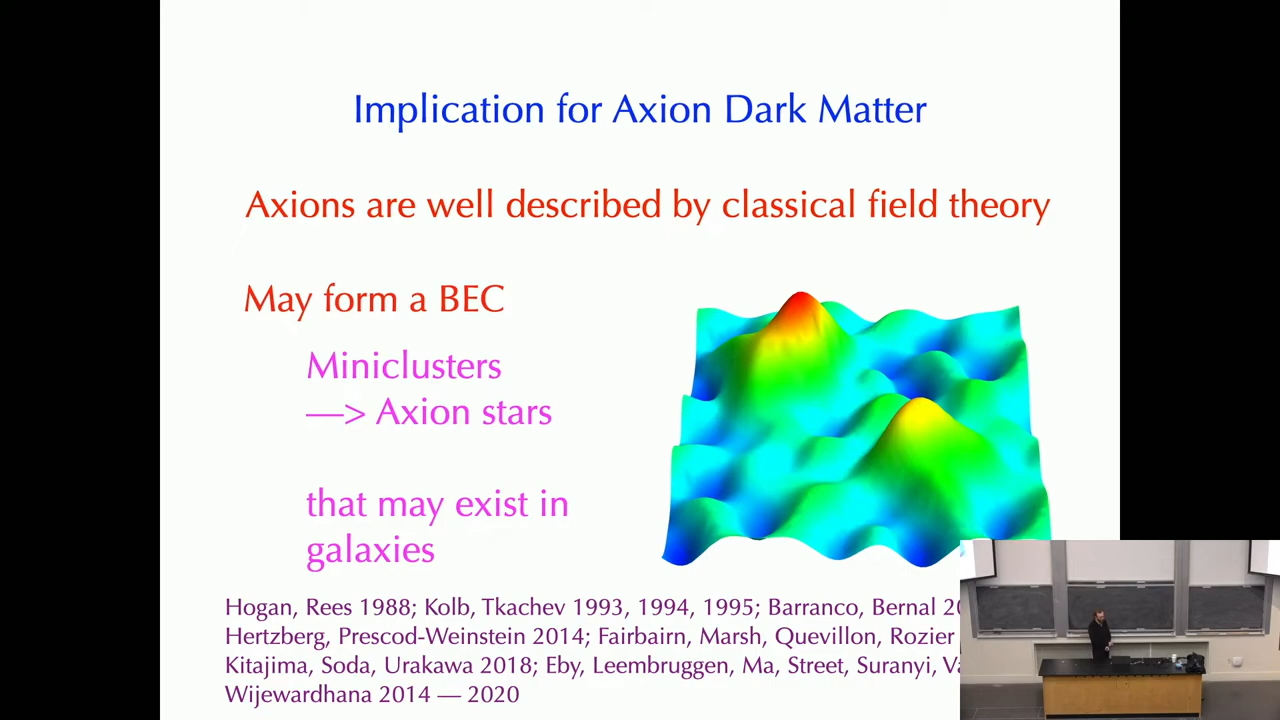 Implication for Axion Dark Matter
Axions are well described by classical field theory
May form a BEC
Miniclusters
—> Axion stars
that may exist in
galaxies
Hogan, Rees 1988; Kolb, Tkachev 1993, 1994, 1995; Barranco, Bernal
Hertzberg, Prescod-Weinstein 2014; Fairbairn, Marsh, Quevillon, Rozier
Kitajima, Soda, Urakawa 2018; Eby, Leembruggen, Ma, Street, Suranyi,
Wijewardhana 2014 — 2020